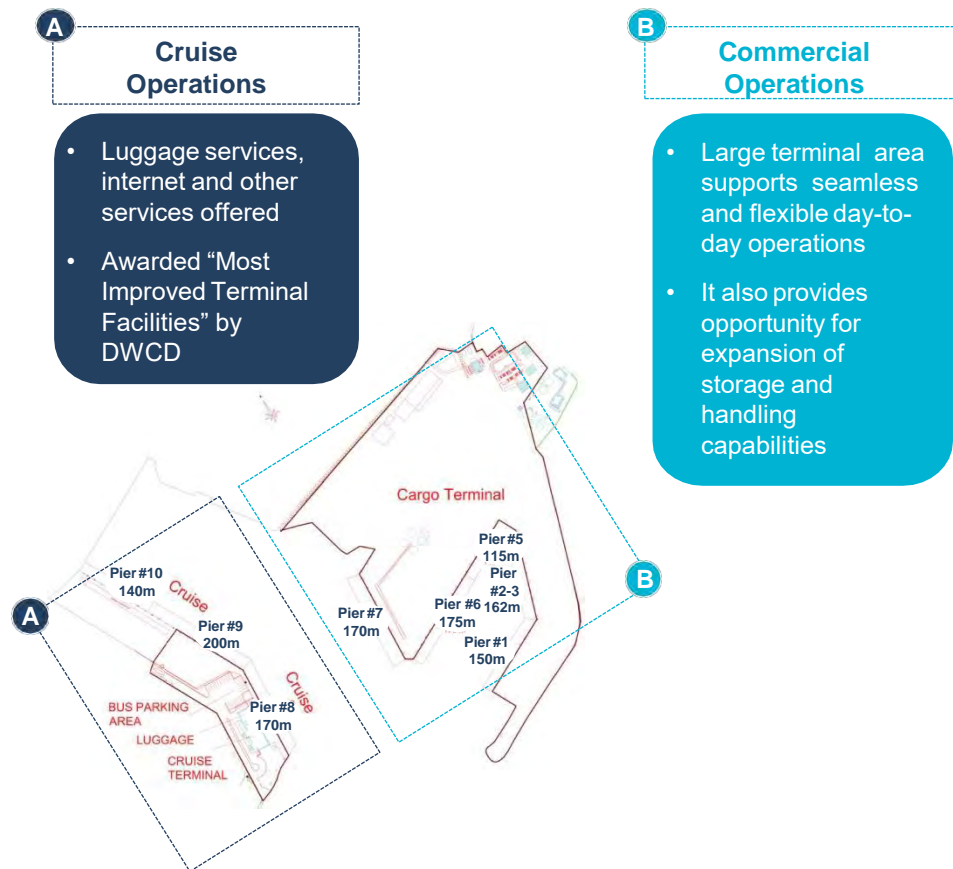 A
Cruise
Operations
• Luggage services,
internet and other
services offered
• Awarded “Most
Improved Terminal
Facilities” by
DWCD
B
Commercial
Operations
• Large terminal area
supports seamless
and flexible day-to-
day operations
• It also provides
opportunity for
expansion of
storage and
handling
capabilities
Cargo Terminal
Pier #5
115m
Pier
#2-3
162m
Pier #6
175m
Pier #7
170m
Pier #1
150m
B
A
Pier #10
140m
Cruise
Pier #9
200m
Cruise
Pier #8
170m
BUS PARKING
AREA
LUGGAGE
CRUISE
TERMINAL